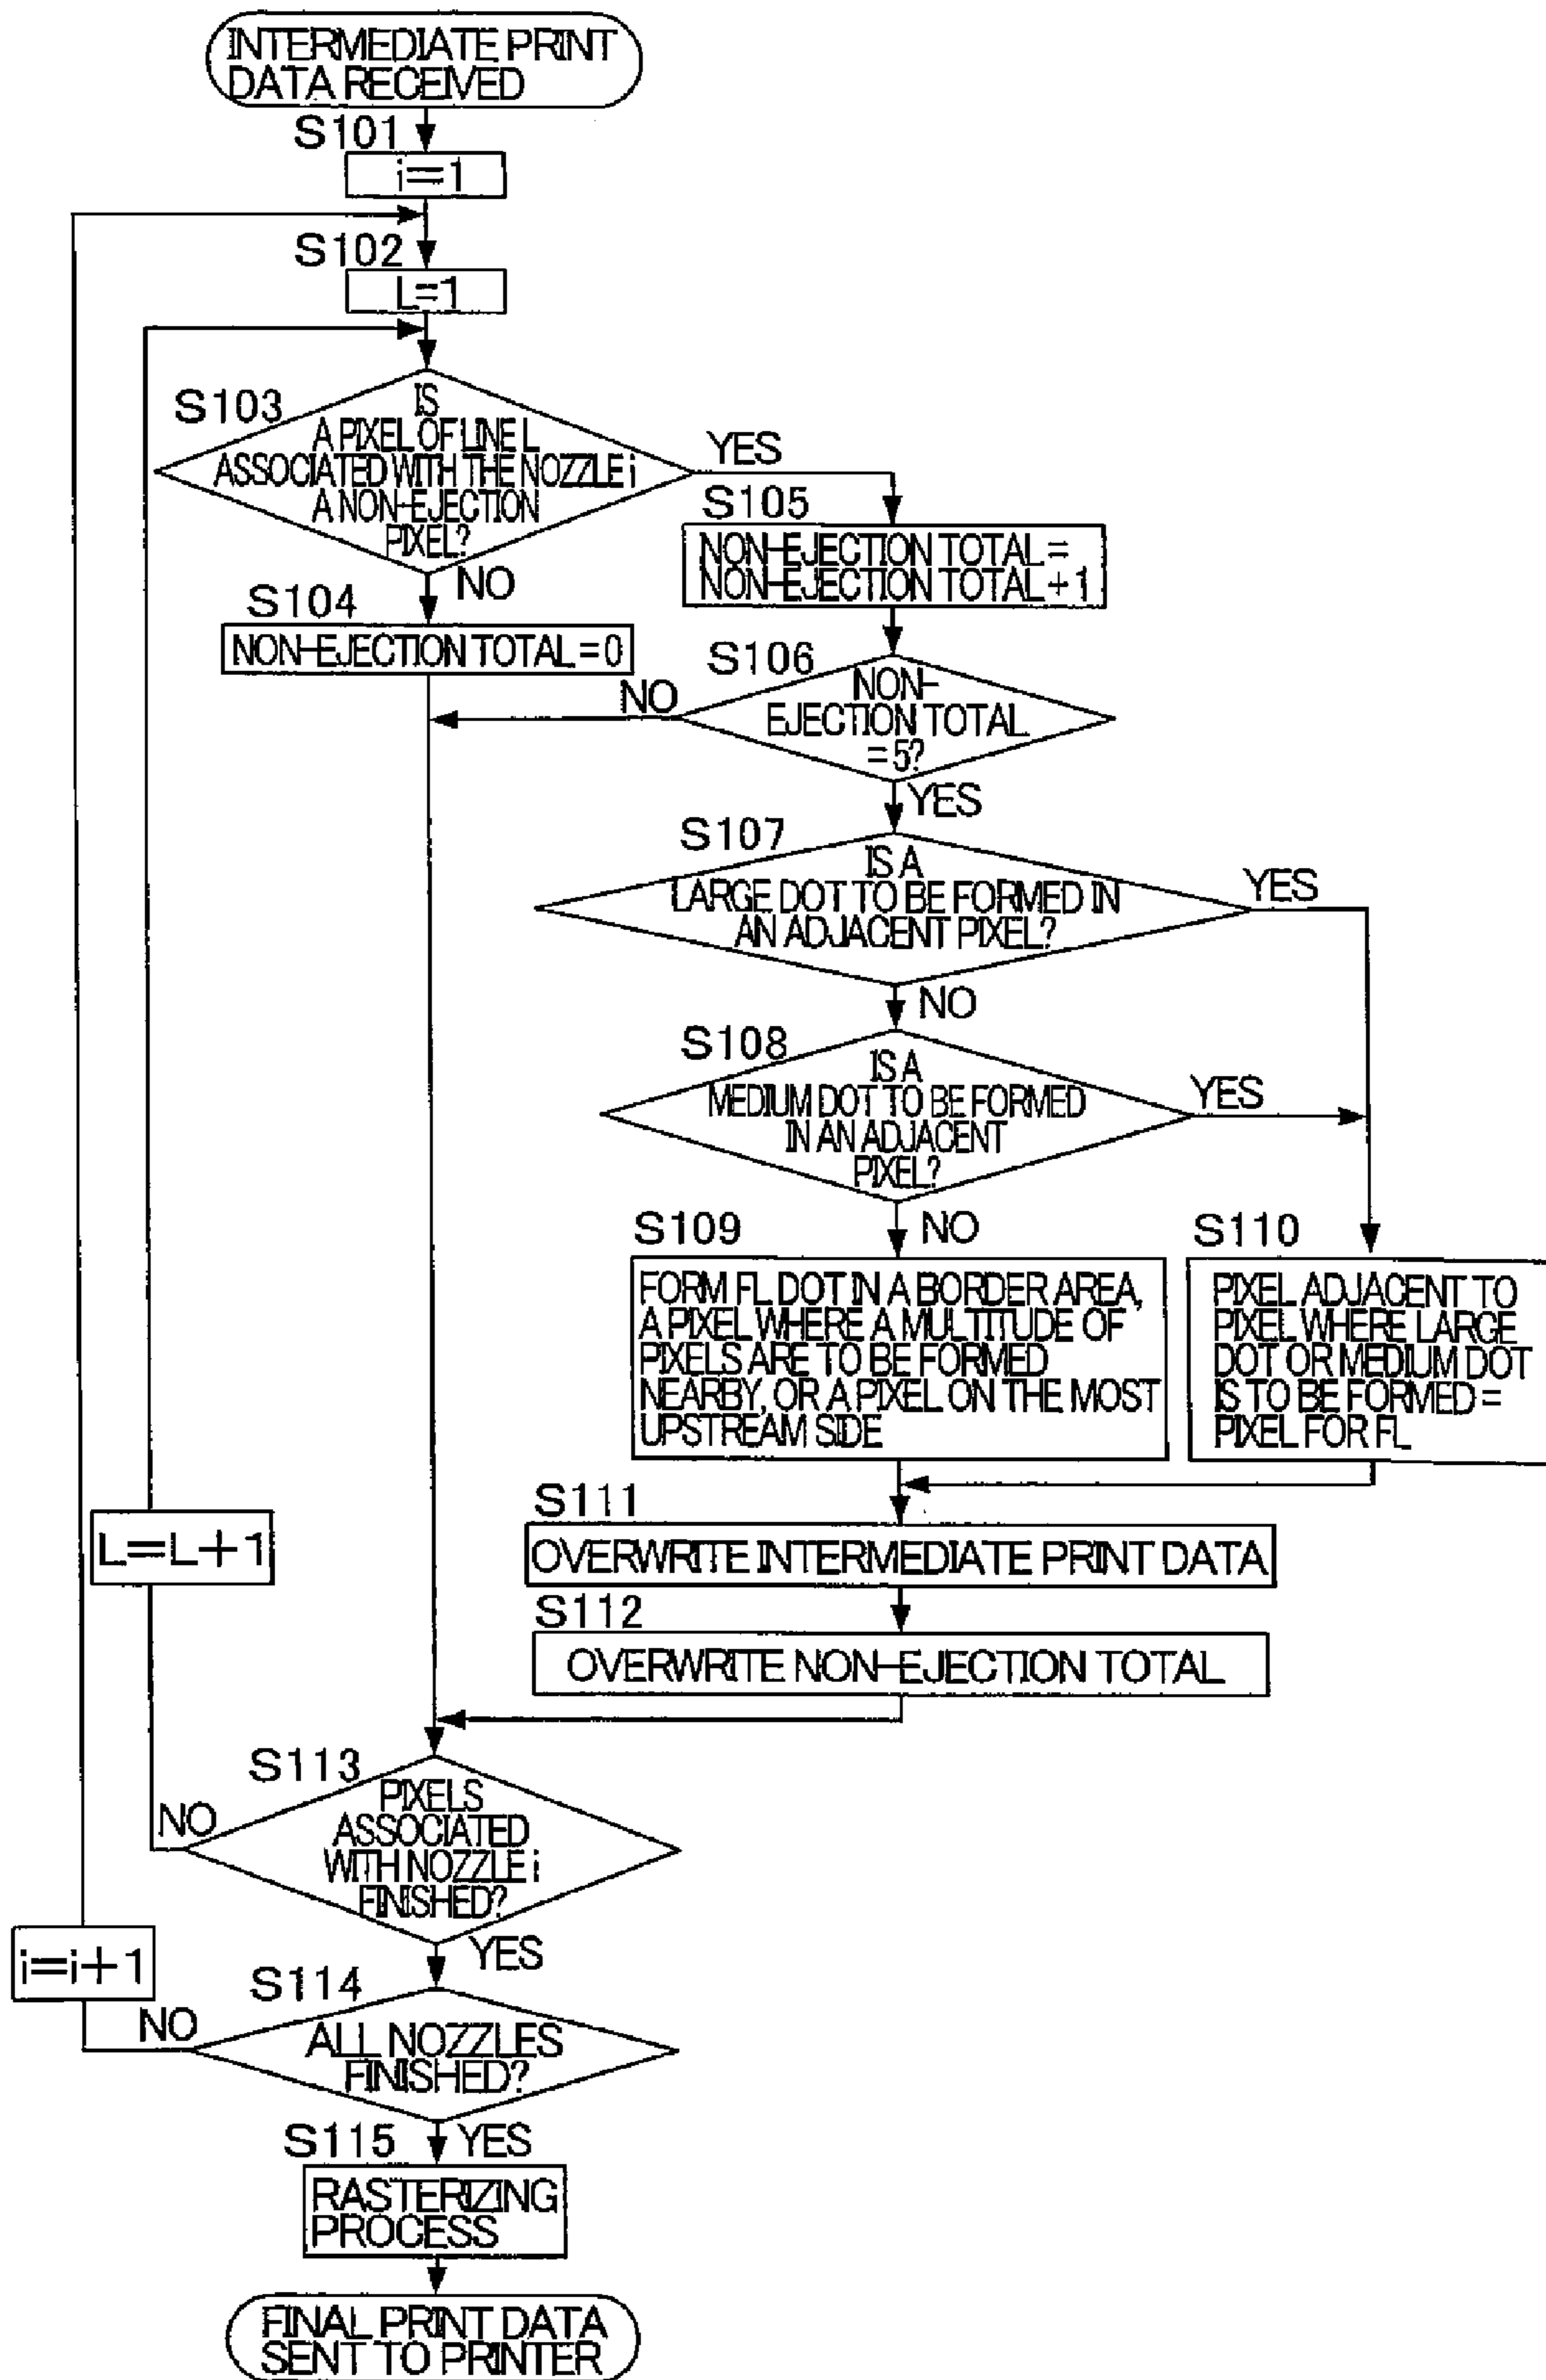 INTERMEDIATE PRINT
DATA RECEIVED
S101
i=1
S102
L=1
S103
IS
A PIXEL OF LINE L
ASSOCIATED WITH THE NOZZLE i
A NON-EJECTION
PIXEL?
YES
NO
S104
NON-EJECTION TOTAL=0
S105
NON-EJECTION TOTAL=
NON-EJECTION TOTAL+1
S106
NON-
EJECTION TOTAL
=5?
NO
YES
S107
IS A
LARGE DOT TO BE FORMED IN
AN ADJACENT PIXEL?
YES
NO
S108
IS A
MEDIUM DOT TO BE FORMED
IN AN ADJACENT
PIXEL?
YES
NO
S109
FORM FL DOT IN A BORDER AREA,
A PIXEL WHERE A MULTITUDE OF
PIXELS ARE TO BE FORMED
NEARBY, OR A PIXEL ON THE MOST
UPSTREAM SIDE
S110
PIXEL ADJACENT TO
PIXEL WHERE LARGE
DOT OR MEDIUM DOT
IS TO BE FORMED=
PIXEL FOR FL
S111
OVERWRITE INTERMEDIATE PRINT DATA
S112
OVERWRITE NON-EJECTION TOTAL
L=L+1
S113
PIXELS
ASSOCIATED
WITH NOZZLE i
FINISHED?
NO
YES
i=i+1
S114
ALL NOZZLES
FINISHED?
NO
YES
S115
RASTERIZING
PROCESS
FINAL PRINT DATA
SENT TO PRINTER